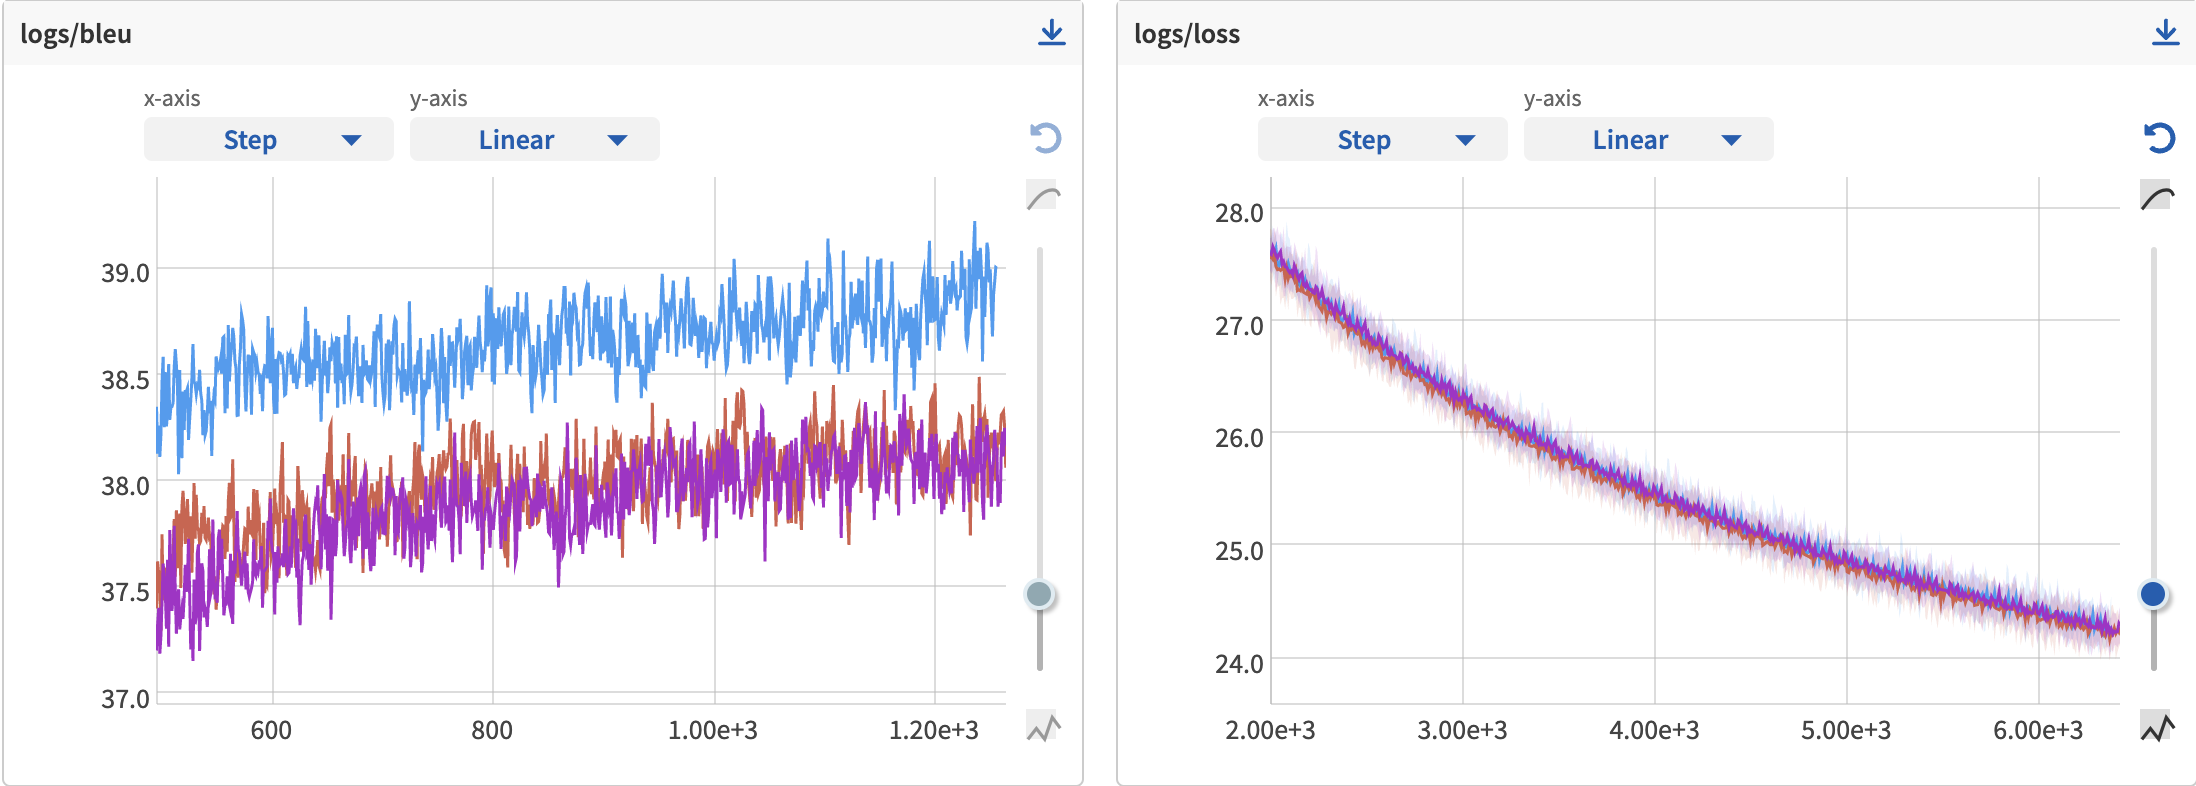 logs/bleu
x-axis
y-axis
Step
Linear
39.0
38.5
38.0
37.5
37.0
600
800
1.00e+3
1.20e+3
logs/loss
x-axis
y-axis
Step
Linear
28.0
27.0
26.0
25.0
24.0
2.00e+3
3.00e+3
4.00e+3
5.00e+3
6.00e+3